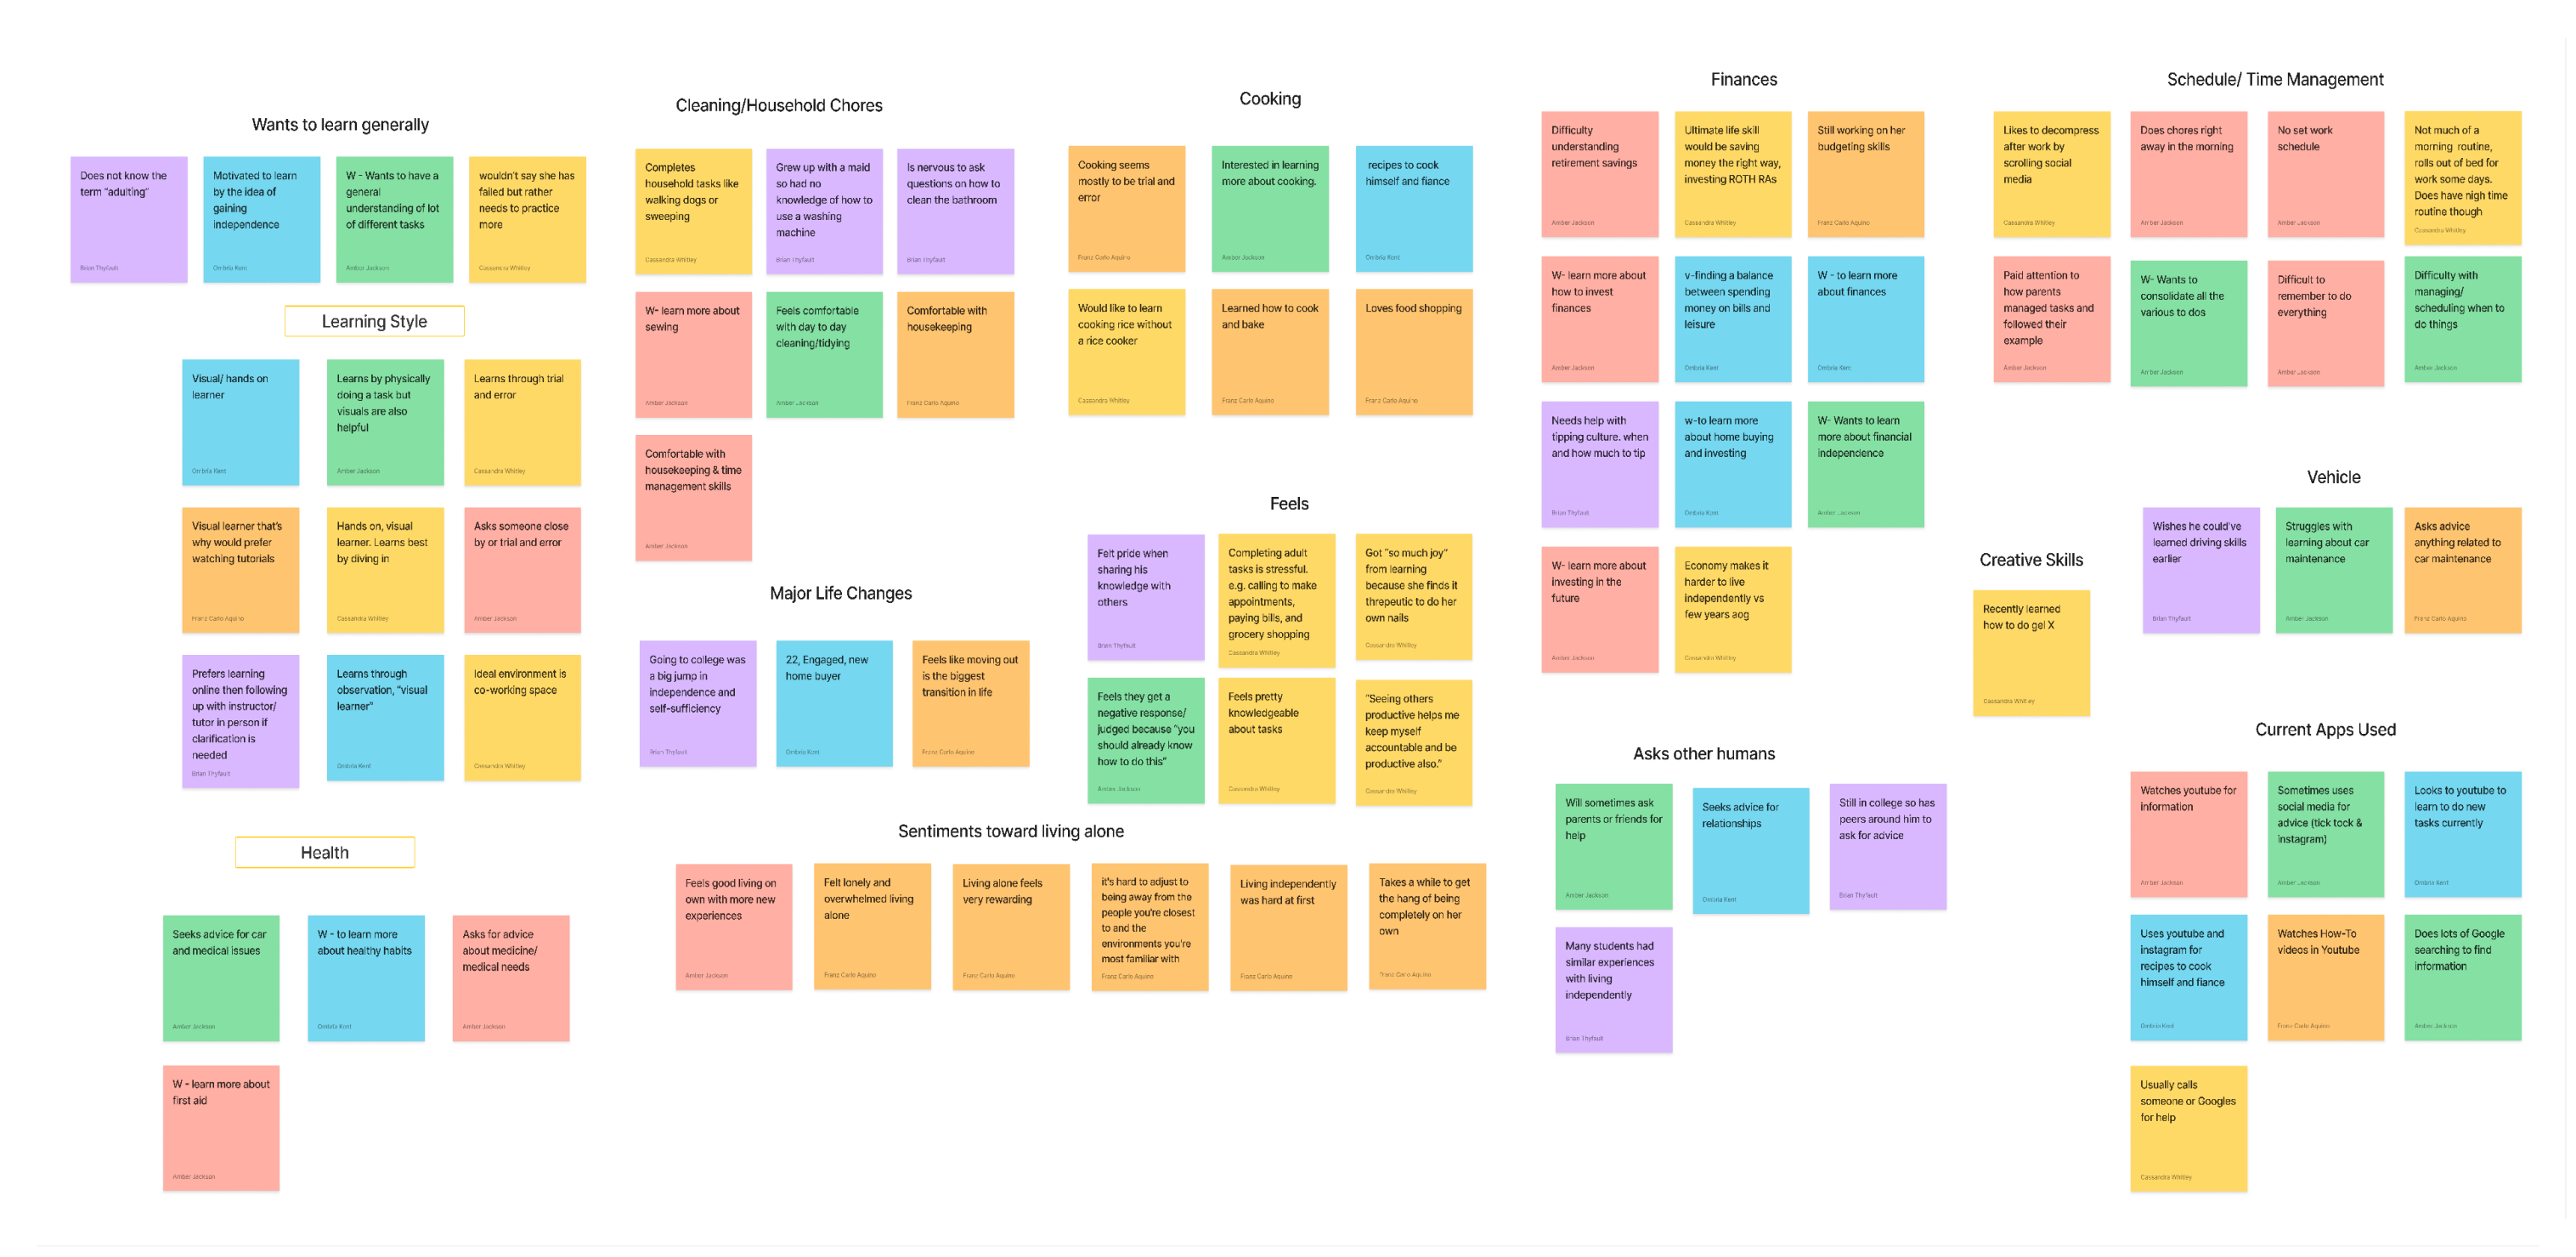 Wants to learn generally
Does not know the
term "adulting"
Brian Thyfault
Motivated to learn
by the idea of
gaining
independence
Ombria Kent
W - Wants to have a
general
understanding of lot
of different tasks
Amber Jackson
wouldn't say she has
failed but rather
needs to practice
more
Cassandra Whitley
Learning Style
Visual/ hands on
learner
Ombria Kent
Learns by physically
doing a task but
visuals are also
helpful
Amber Jackson
Learns through trial
and error
Cassandra Whitley
Visual learner that's
why would prefer
watching tutorials
Franz Carlo Aquino
Hands on, visual
learner. Learns best
by diving in
Cassandra Whitley
Asks someone close
by or trial and error
Amber Jackson
Prefers learning
online then following
up with instructor/
tutor in person if
clarification is
needed
Brian Thyfault
Learns through
observation, "visual
learner"
Ombria Kent
Ideal environment is
co-working space
Cassandra Whitley
Health
Seeks advice for car
and medical issues
Amber Jackson
W - to learn more
about healthy habits
Ombria Kent
Asks for advice
about medicine/
medical needs
Amber Jackson
W - learn more about
first aid
Amber Jackson
Cleaning/Household Chores
Completes
household tasks like
walking dogs or
sweeping
Cassandra Whitley
Grew up with a maid
so had no
knowledge of how to
use a washing
machine
Brian Thyfault
Is nervous to ask
questions on how to
clean the bathroom
Brian Thyfault
W- learn more about
sewing
Amber Jackson
Feels comfortable
with day to day
cleaning/tidying
Amber Jackson
Comfortable with
housekeeping
Franz Carlo Aquino
Comfortable with
housekeeping & time
management skills
Amber Jackson
Major Life Changes
Going to college was
a big jump in
independence and
self-sufficiency
Brian Thyfault
22, Engaged, new
home buyer
Ombria Kent
Feels like moving out
is the biggest
transition in life
Franz Carlo Aquino
Cooking
Cooking seems
mostly to be trial and
error
Franz Carlo Aquino
Interested in learning
more about cooking.
Amber Jackson
recipes to cook
himself and fiance
Ombria Kent
Would like to learn
cooking rice without
a rice cooker
Cassandra Whitley
Learned how to cook
and bake
Franz Carlo Aquino
Loves food shopping
Franz Carlo Aquino
Feels
Felt pride when
sharing his
knowledge with
others
Brian Thyfault
Completing adult
tasks is stressful.
e.g. calling to make
appointments,
paying bills, and
grocery shopping
Cassandra Whitley
Got "so much joy"
from learning
because she finds it
threpeutic to do her
own nails
Cassandra Whitley
Feels they get a
negative response/
judged because "you
should already know
how to do this"
Amber Jackson
Feels pretty
knowledgeable
about tasks
Cassandra Whitley
"Seeing others
productive helps me
keep myself
accountable and be
productive also."
Cassandra Whitley
Sentiments toward living alone
Feels good living on
own with more new
experiences
Amber Jackson
Felt lonely and
overwhelmed living
alone
Franz Carlo Aquino
Living alone feels
very rewarding
Franz Carlo Aquino
it's hard to adjust to
being away from the
people you're closest
to and the
environments you're
most familiar with
Franz Carlo Aquino
Living independently
was hard at first
Franz Carlo Aquino
Takes a while to get
the hang of being
completely on her
own
Franz Carlo Aquino
Finances
Difficulty
understanding
retirement savings
Amber Jackson
Ultimate life skill
would be saving
money the right way,
investing ROTH RAs
Cassandra Whitley
Still working on her
budgeting skills
Franz Carlo Aquino
W- learn more about
how to invest
finances
Amber Jackson
v-finding a balance
between spending
money on bills and
leisure
Ombria Kent
W - to learn more
about finances
Ombria Kent
Needs help with
tipping culture. when
and how much to tip
Brian Thyfault
w-to learn more
about home buying
and investing
Ombria Kent
W- Wants to learn
more about financial
independence
Amber Jackson
W- learn more about
investing in the
future
Amber Jackson
Economy makes it
harder to live
independently vs
few years aog
Cassandra Whitley
Asks other humans
Will sometimes ask
parents or friends for
help
Amber Jackson
Seeks advice for
relationships
Ombria Kent
Still in college so has
peers around him to
ask for advice
Brian Thyfault
Many students had
similar experiences
with living
independently
Brian Thyfault
Schedule/ Time Management
Likes to decompress
after work by
scrolling social
media
Cassandra Whitley
Does chores right
away in the morning
Amber Jackson
No set work
schedule
Amber Jackson
Not much of a
morning routine,
rolls out of bed for
work some days.
Does have nigh time
routine though
Cassandra Whitley
Paid attention to
how parents
managed tasks and
followed their
example
Amber Jackson
W- Wants to
consolidate all the
various to dos
Amber Jackson
Difficult to
remember to do
everything
Amber Jackson
Difficulty with
managing/
scheduling when to
do things
Amber Jackson
Creative Skills
Recently learned
how to do gel X
Cassandra Whitley
Vehicle
Wishes he could've
learned driving skills
earlier
Brian Thyfault
Struggles with
learning about car
maintenance
Amber Jackson
Asks advice
anything related to
car maintenance
Franz Carlo Aquino
Current Apps Used
Watches youtube for
information
Amber Jackson
Sometimes uses
social media for
advice (tick tock &
instagram)
Amber Jackson
Looks to youtube to
learn to do new
tasks currently
Ombria Kent
Uses youtube and
instagram for
recipes to cook
himself and fiance
Ombria Kent
Watches How-To
videos in Youtube
Franz Carlo Aquino
Does lots of Google
searching to find
information
Amber Jackson
Usually calls
someone or Googles
for help
Cassandra Whitley